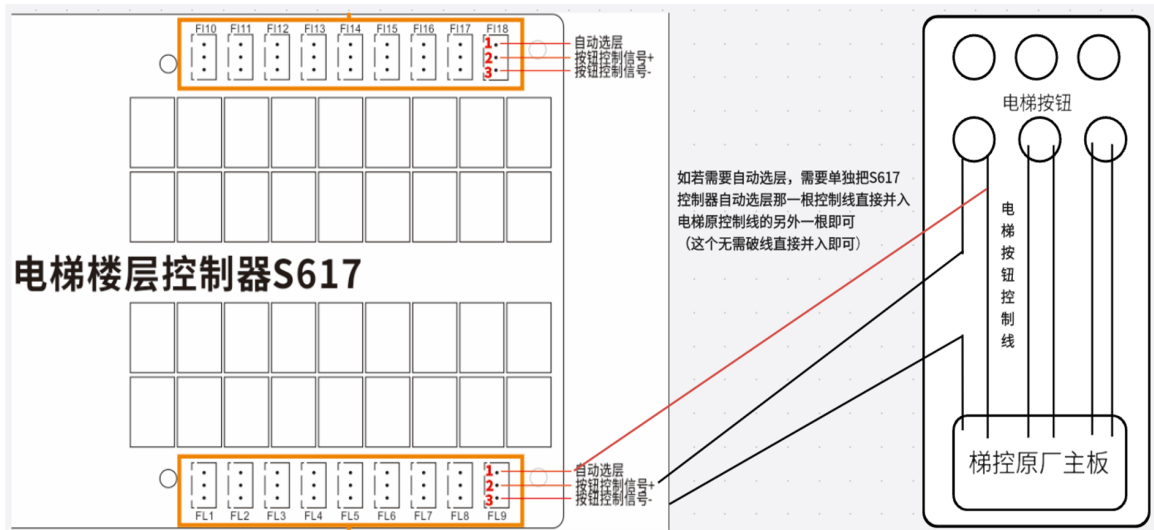 FI10 FI11 FI12 FI13 FI14 FI15 FI16 FI17 FI18
1 自动选层
2 按钮控制信号+
3 按钮控制信号-
电梯按钮
如若需要自动选层，需要单独把S617
控制器自动选层那一根控制线直接并入
电梯原控制线的另外一根即可
（这个无需破线直接并入即可）
电梯按钮控制线
电梯楼层控制器S617
梯控原厂主板
1 自动选层
2 按钮控制信号+
3 按钮控制信号-
FL1 FL2 FL3 FL4 FL5 FL6 FL7 FL8 FL9